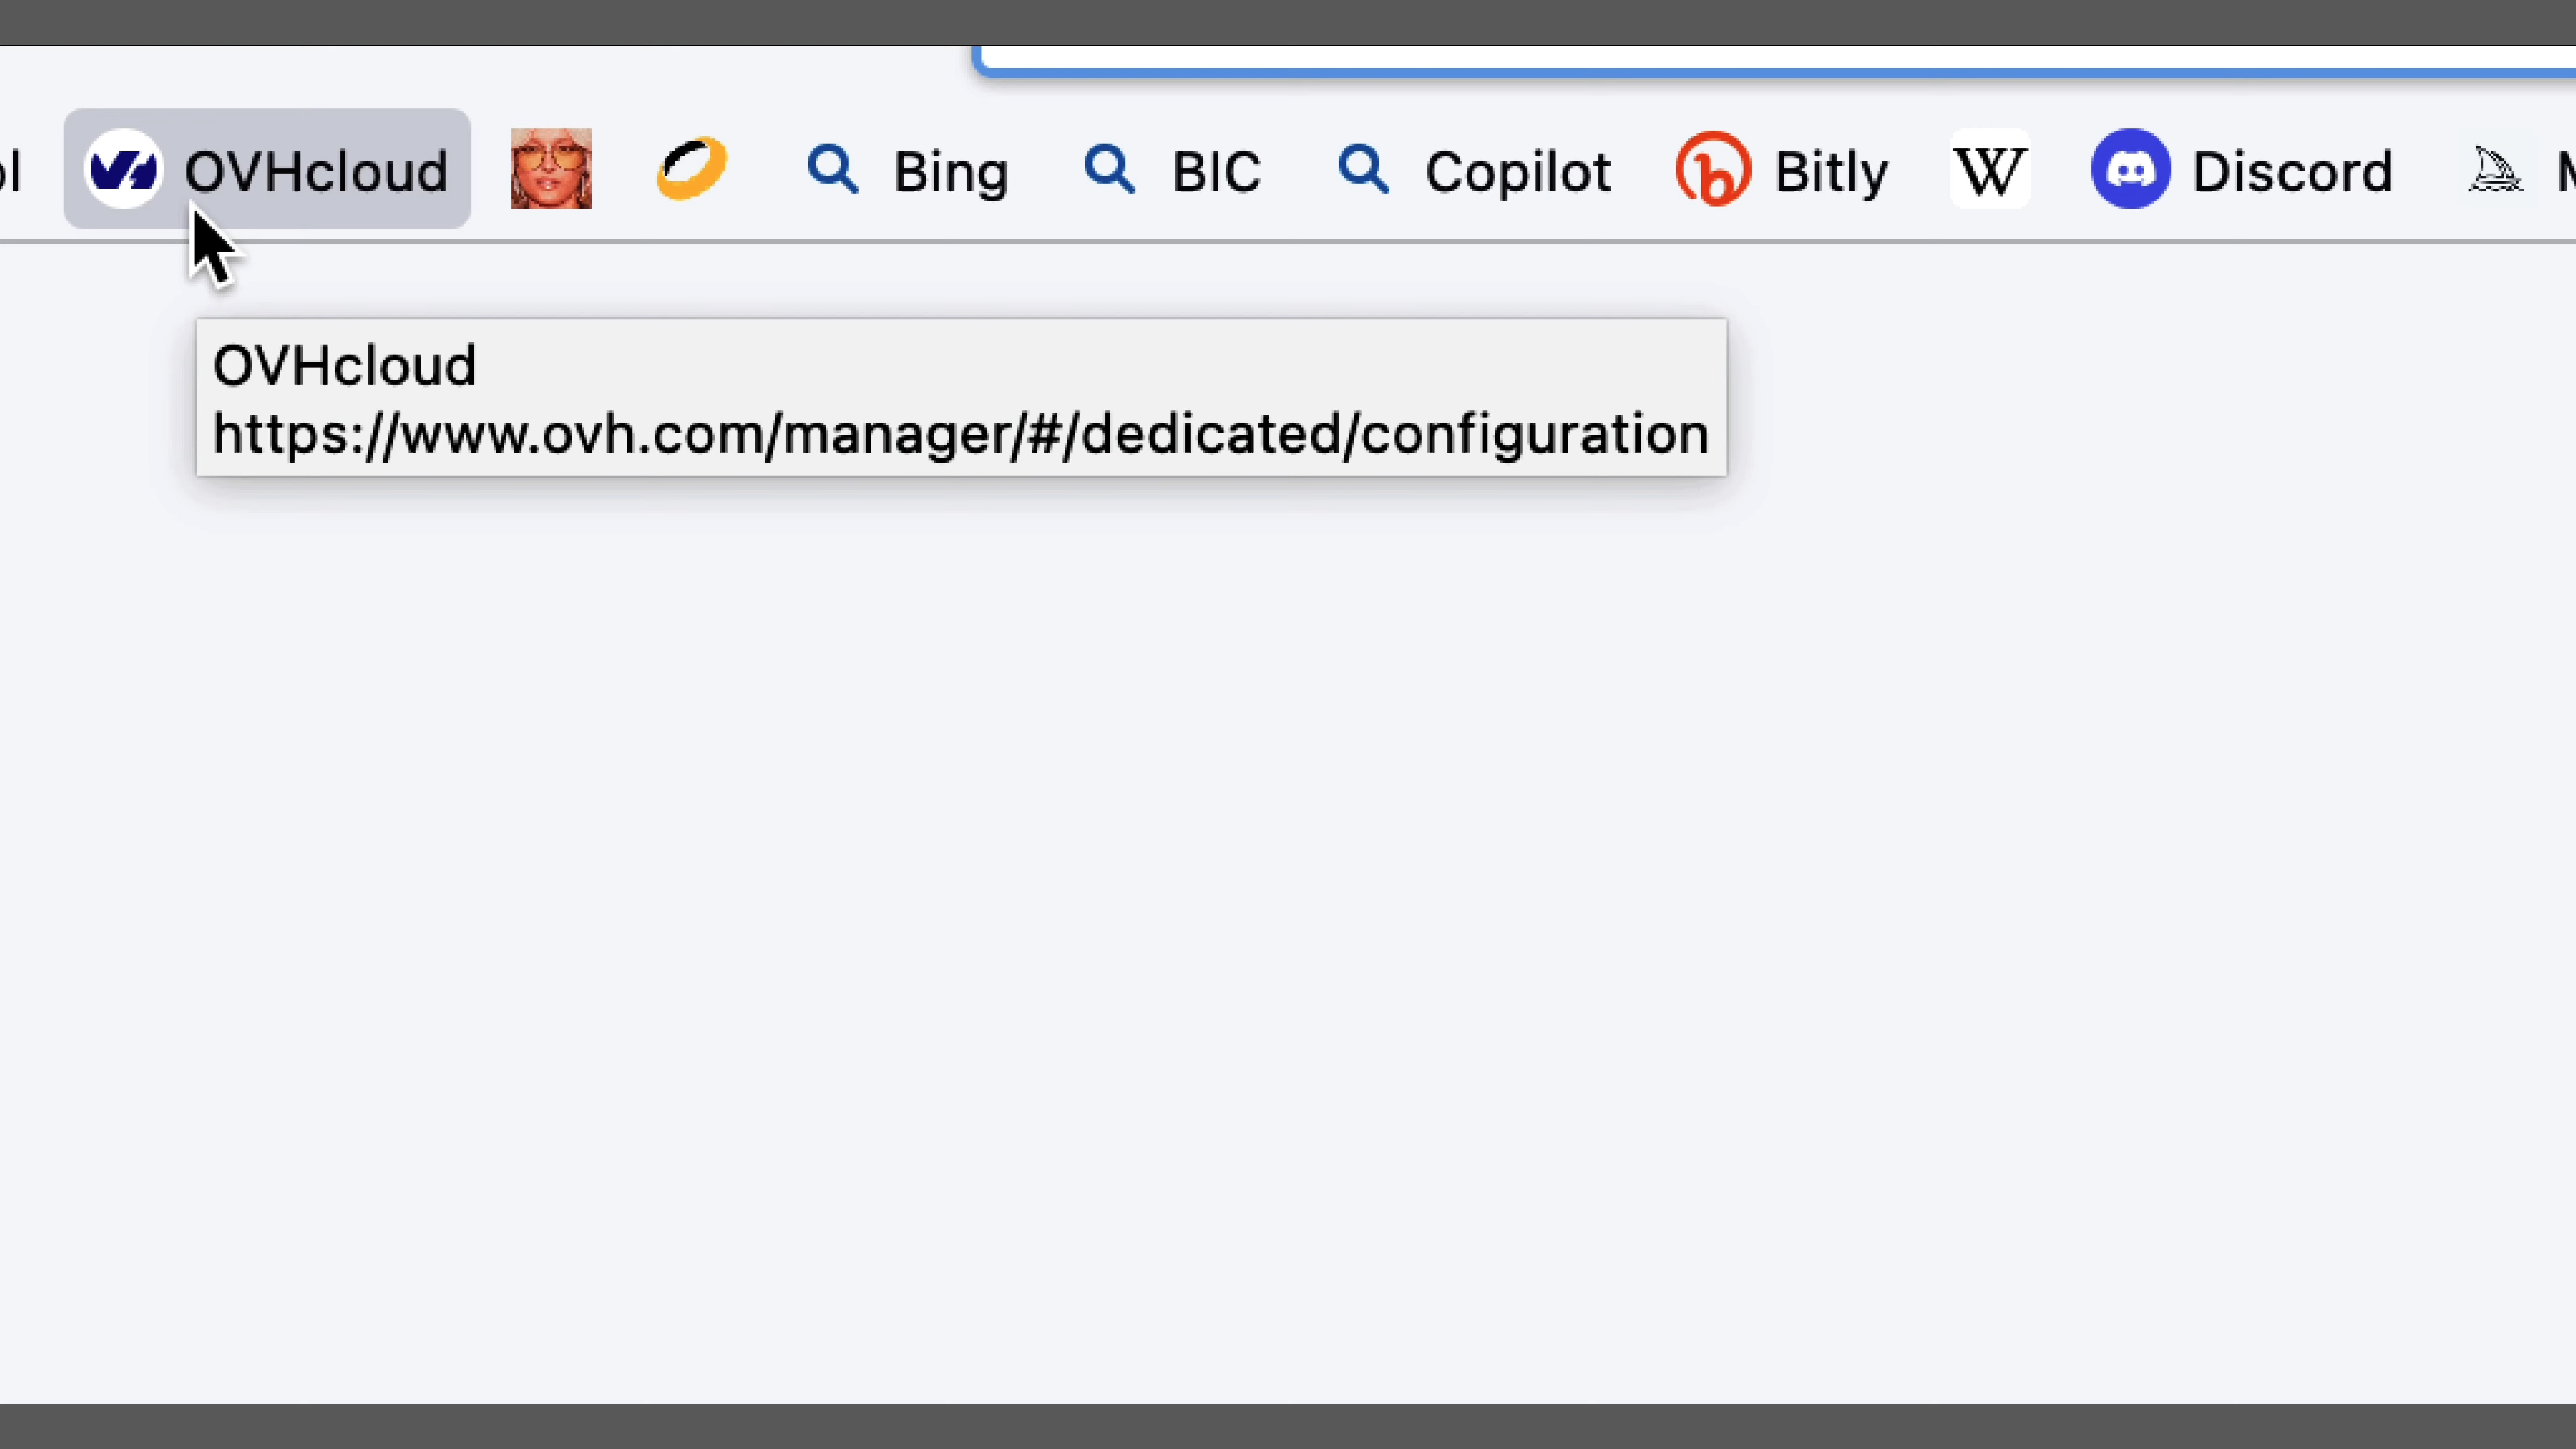 OVHcloud Bing BIC Copilot Bitly W Discord
OVHcloud
https://www.ovh.com/manager/#/dedicated/configuration